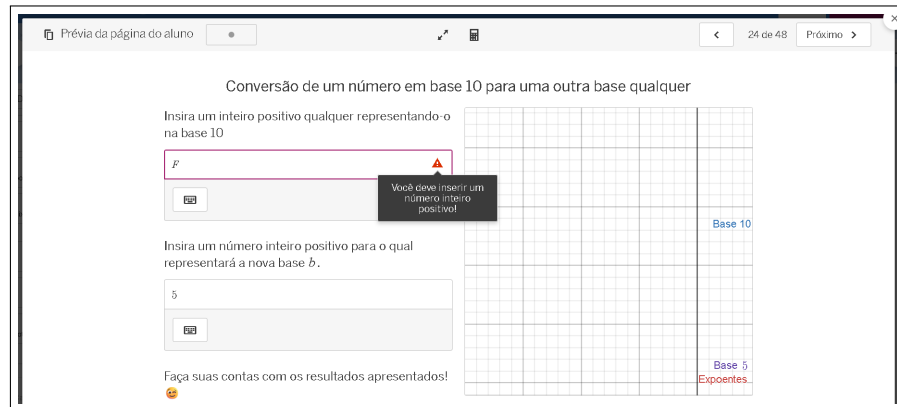 Prévia da página do aluno
24 de 48
Próximo
Conversão de um número em base 10 para uma outra base qualquer
Insira um inteiro positivo qualquer representando-o
na base 10
F
Você deve inserir um
número inteiro
positivo!
Base 10
Insira um número inteiro positivo para o qual
representará a nova base b.
5
Base 5
Expoentes
Faça suas contas com os resultados apresentados!